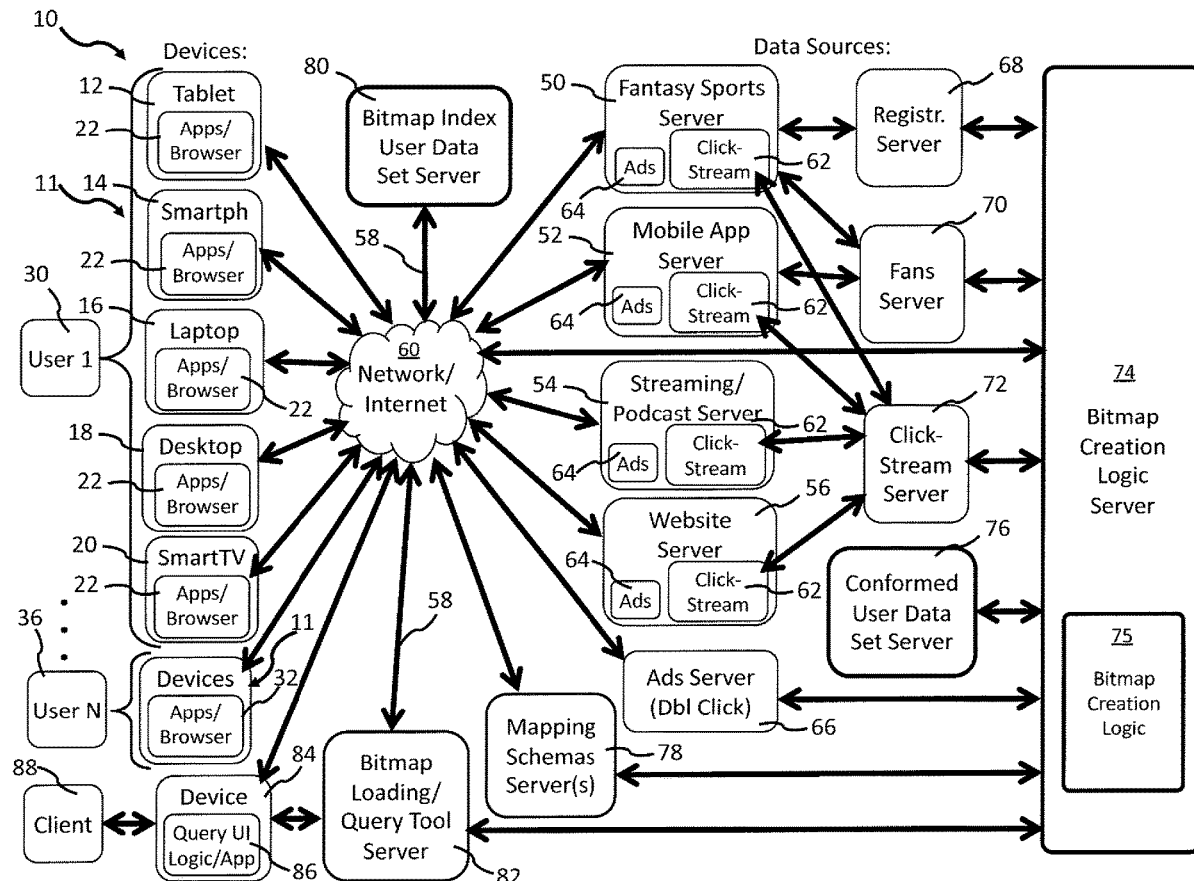 10
Devices:
Data Sources:
12
Tablet
22
Apps/
Browser
11
14
Smartph
22
Apps/
Browser
30
User 1
16
Laptop
Apps/
Browser
22
18
Desktop
22
Apps/
Browser
20
SmartTV
22
Apps/
Browser
36
User N
Devices
11
32
Apps/
Browser
88
Client
84
Device
Query UI
Logic/App
86
80
Bitmap Index
User Data
Set Server
58
60
Network/
Internet
58
Bitmap
Loading/
Query Tool
Server
82
50
Fantasy Sports
Server
Ads
Click-
Stream
62
64
52
Mobile App
Server
Ads
Click-
Stream
62
64
54
Streaming/
Podcast Server
62
64
Ads
Click-
Stream
56
Website
Server
64
Ads
Click-
Stream
62
Ads Server
(Dbl Click)
66
Mapping
Schemas
Server(s)
78
68
Registr.
Server
70
Fans
Server
72
Click-
Stream
Server
76
Conformed
User Data
Set Server
74
Bitmap
Creation
Logic
Server
75
Bitmap
Creation
Logic